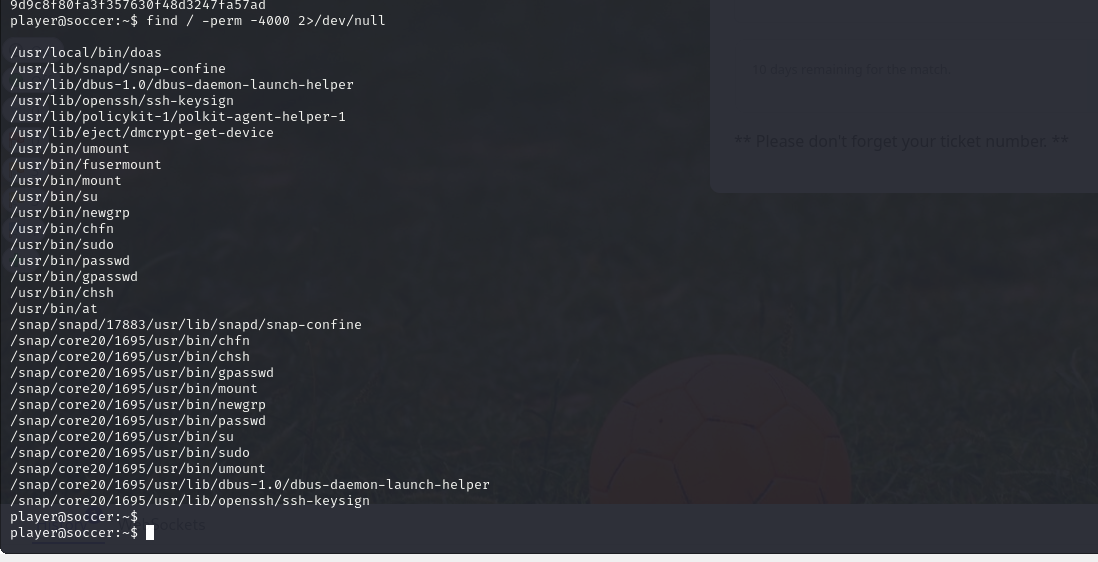 9d9c8f80fa3f357630f48d3247fa57ad
player@soccer:~$ find / -perm -4000 2>/dev/null
/usr/local/bin/doas
/usr/lib/snapd/snap-confine
/usr/lib/dbus-1.0/dbus-daemon-launch-helper
/usr/lib/openssh/ssh-keysign
/usr/lib/policykit-1/polkit-agent-helper-1
/usr/lib/eject/dmcrypt-get-device
/usr/bin/umount
/usr/bin/fusermount
/usr/bin/mount
/usr/bin/su
/usr/bin/newgrp
/usr/bin/chfn
/usr/bin/sudo
/usr/bin/passwd
/usr/bin/gpasswd
/usr/bin/chsh
/usr/bin/at
/snap/snapd/17883/usr/lib/snapd/snap-confine
/snap/core20/1695/usr/bin/chfn
/snap/core20/1695/usr/bin/chsh
/snap/core20/1695/usr/bin/gpasswd
/snap/core20/1695/usr/bin/mount
/snap/core20/1695/usr/bin/newgrp
/snap/core20/1695/usr/bin/passwd
/snap/core20/1695/usr/bin/su
/snap/core20/1695/usr/bin/sudo
/snap/core20/1695/usr/bin/umount
/snap/core20/1695/usr/lib/dbus-1.0/dbus-daemon-launch-helper
/snap/core20/1695/usr/lib/openssh/ssh-keysign
player@soccer:~$
player@soccer:~$
10 days remaining for the match.
** Please don't forget your ticket number. **